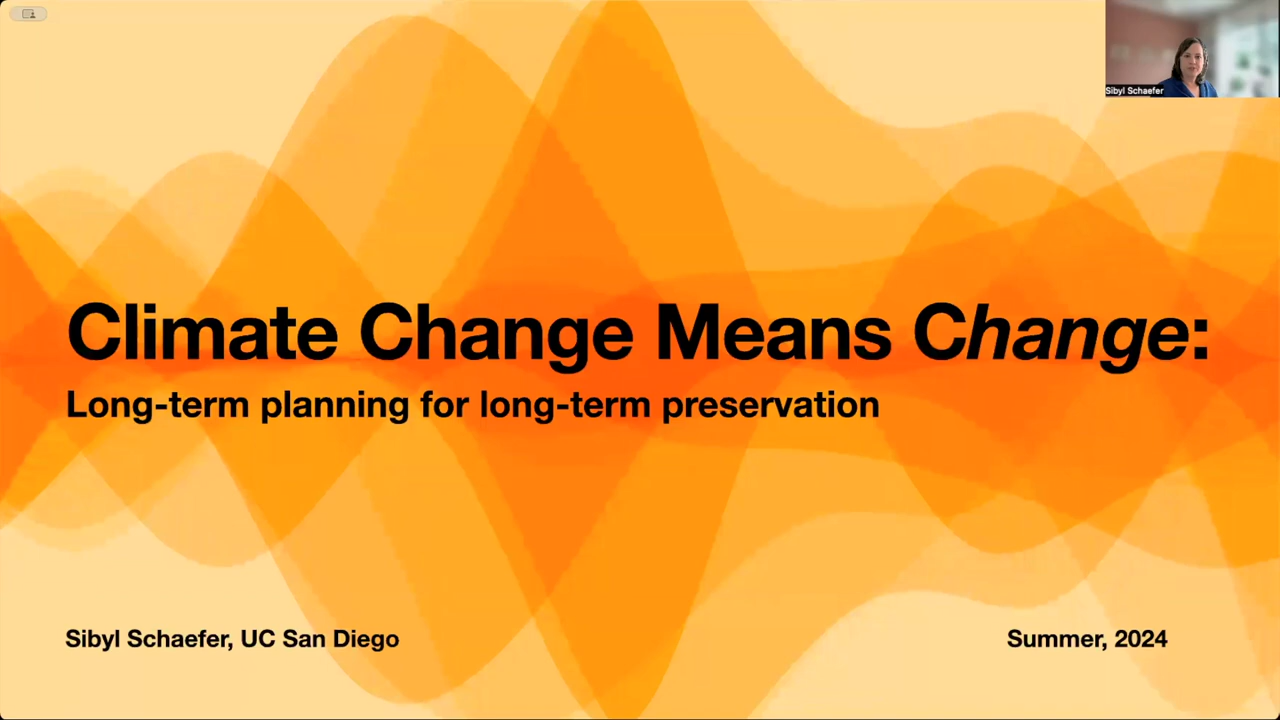 Sibyl Schaefer
Climate Change Means Change:
Long-term planning for long-term preservation
Sibyl Schaefer, UC San Diego
Summer, 2024